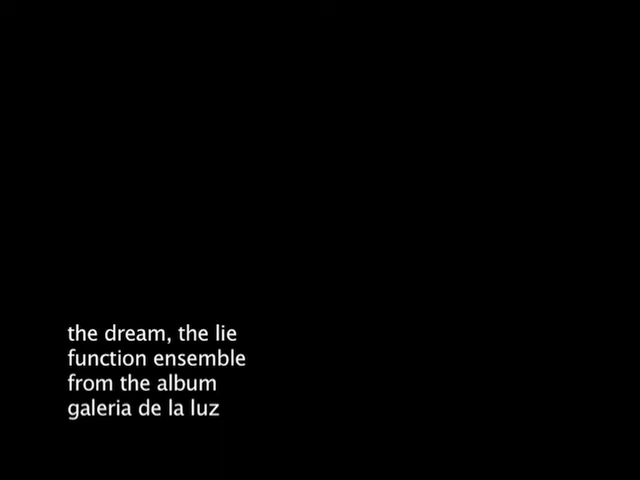 the dream, the lie
function ensemble
from the album
galeria de la luz